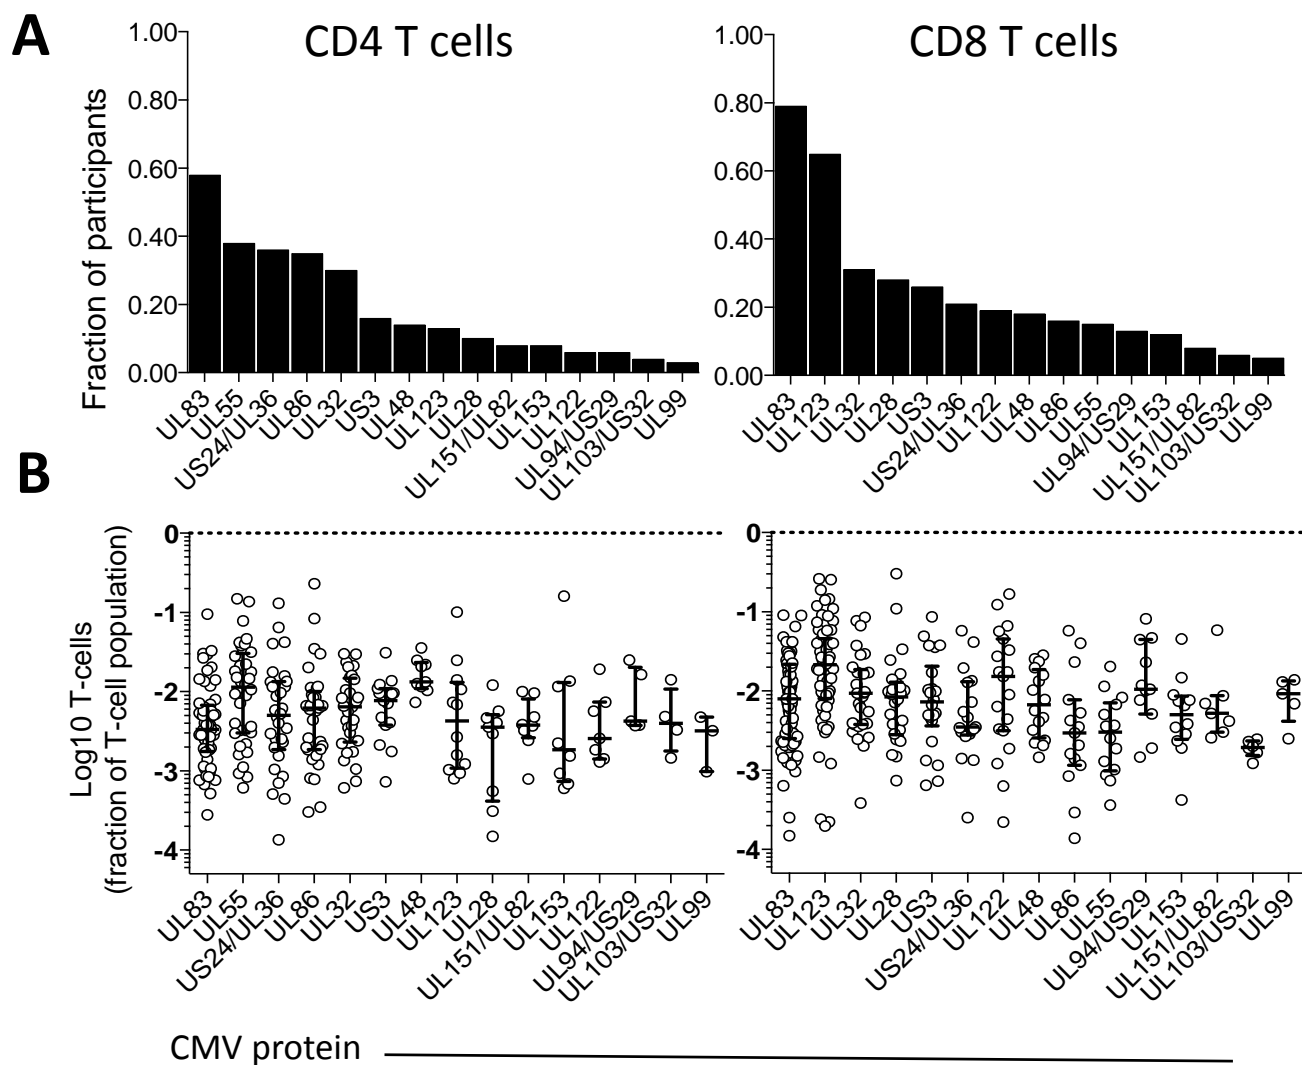 A
CD4 T cells
CD8 T cells
Fraction of participants
1.00
0.80
0.60
0.40
0.20
0.00
UL83
UL55
US24/UL36
UL86
UL32
US3
UL48
UL123
UL28
UL151/UL82
UL153
UL122
UL94/US29
UL103/US32
UL99
1.00
0.80
0.60
0.40
0.20
0.00
UL83
UL123
UL32
UL28
US3
US24/UL36
UL122
UL48
UL86
UL55
UL94/US29
UL153
UL151/UL82
UL103/US32
UL99
B
Log10 T-cells
(fraction of T-cell population)
0
-1
-2
-3
-4
UL83
UL55
US24/UL36
UL86
UL32
US3
UL48
UL123
UL28
UL151/UL82
UL153
UL122
UL94/US29
UL103/US32
UL99
0
-1
-2
-3
-4
UL83
UL123
UL32
UL28
US3
US24/UL36
UL122
UL48
UL86
UL55
UL94/US29
UL153
UL151/UL82
UL103/US32
UL99
CMV protein